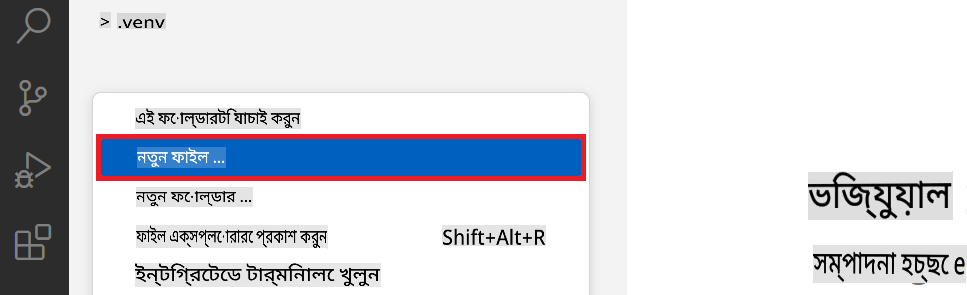 > .venv
এই ফোল্ডারটি যাচাই করুন
নতুন ফাইল ...
নতুন ফোল্ডার ...
ফাইল এক্সপ্লোরারে প্রকাশ করুন Shift+Alt+R
ইন্টিগ্রেটেড টার্মিনালে খুলুন
ভিজ্যুয়াল
সম্পাদনা হচ্ছে e